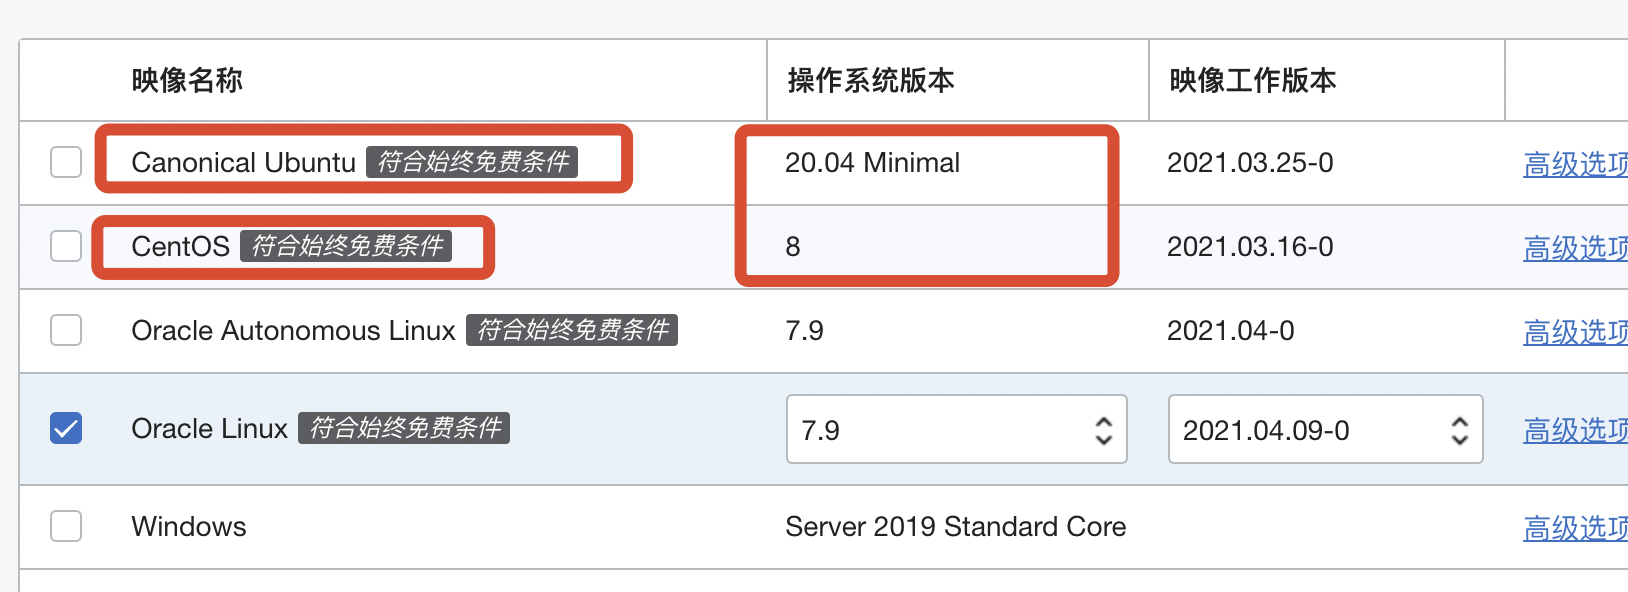 映像名称 操作系统版本 映像工作版本
Canonical Ubuntu 符合始终免费条件 20.04 Minimal 2021.03.25-0 高级选项
CentOS 符合始终免费条件 8 2021.03.16-0 高级选项
Oracle Autonomous Linux 符合始终免费条件 7.9 2021.04-0 高级选项
Oracle Linux 符合始终免费条件 7.9 2021.04.09-0 高级选项
Windows Server 2019 Standard Core 高级选项